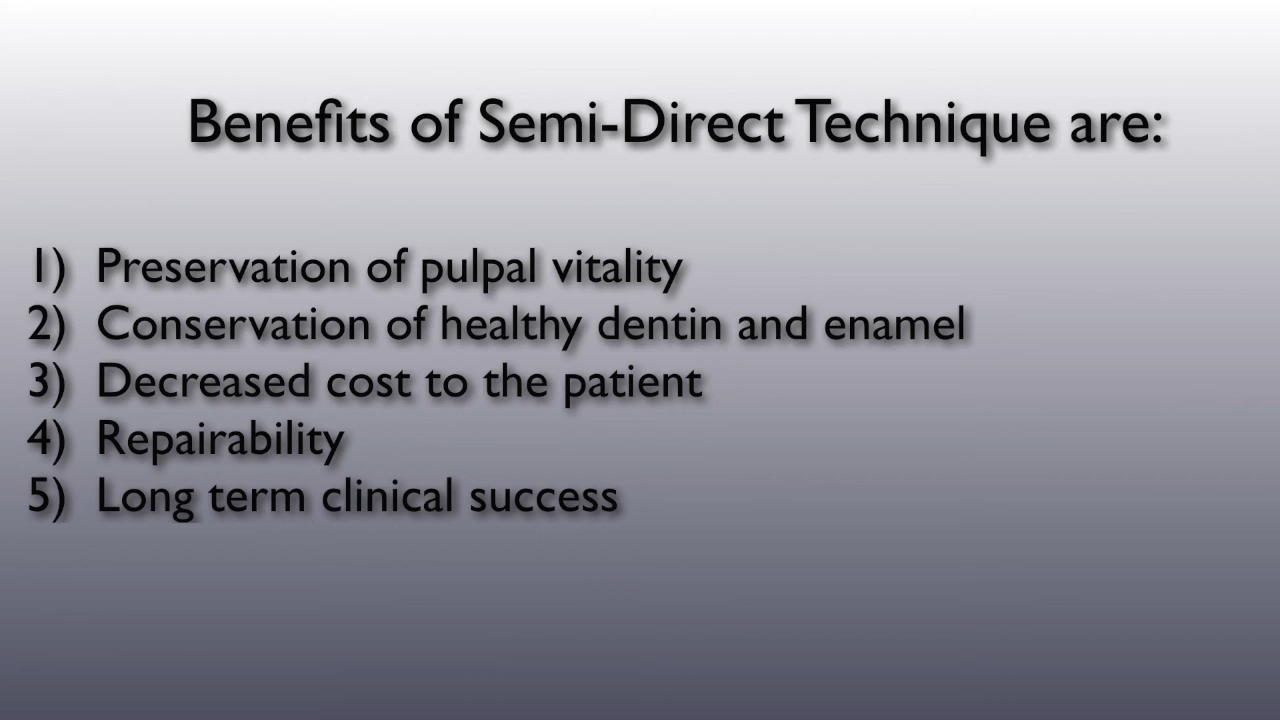 Benefits of Semi-Direct Technique are:
1) Preservation of pulpal vitality
2) Conservation of healthy dentin and enamel
3) Decreased cost to the patient
4) Repairability
5) Long term clinical success